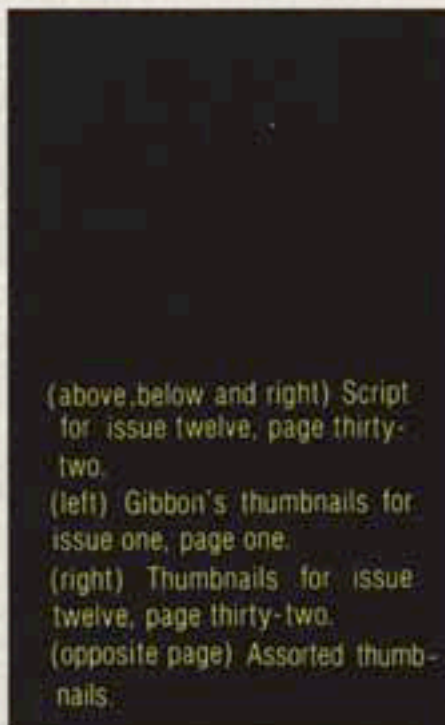 (above,below and right) Script
for issue twelve, page thirty-
two.
(left) Gibbon's thumbnails for
issue one, page one.
(right) Thumbnails for issue
twelve, page thirty-two.
(opposite page) Assorted thumb-
nails.